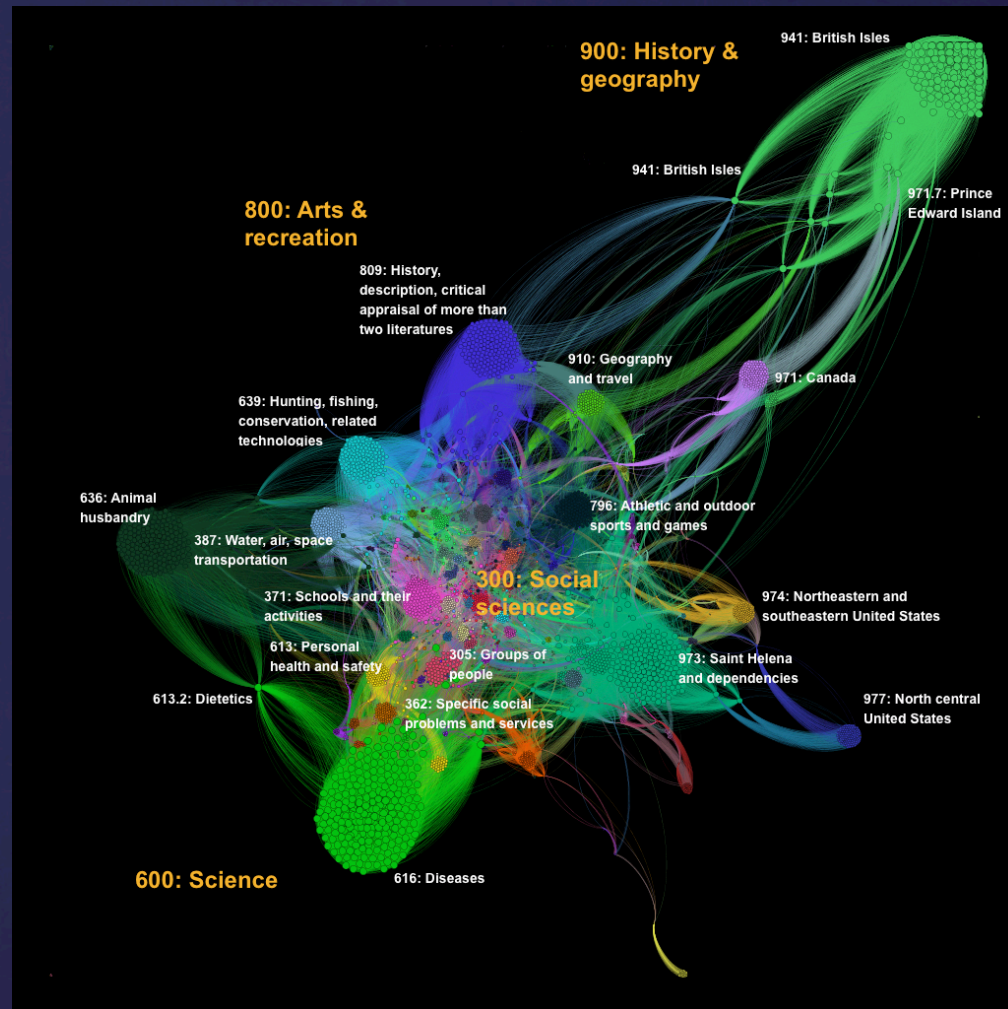 941: British Isles
900: History &
geography
941: British Isles
971.7: Prince
Edward Island
800: Arts &
recreation
809: History,
description, critical
appraisal of more than
two literatures
910: Geography
and travel
971: Canada
639: Hunting, fishing,
conservation, related
technologies
636: Animal
husbandry
796: Athletic and outdoor
sports and games
387: Water, air, space
transportation
300: Social
sciences
371: Schools and their
activities
974: Northeastern and
southeastern United States
613: Personal
health and safety
305: Groups of
people
973: Saint Helena
and dependencies
613.2: Dietetics
362: Specific social
problems and services
977: North central
United States
600: Science
616: Diseases